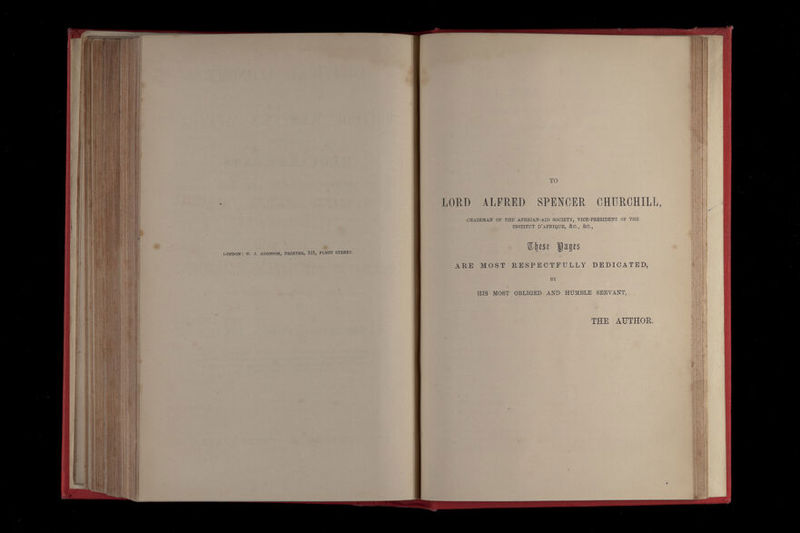 LONDON: W. J. JOHNSON, PRINTER, 121, FLEET STREET.
TO
LORD ALFRED SPENCER CHURCHILL,
CHAIRMAN OF THE AFRICAN-AID SOCIETY, VICE-PRESIDENT OF THE
INSTITUT D'AFRIQUE, &C., &C.,
These Pages
ARE MOST RESPECTFULLY DEDICATED,
BY
HIS MOST OBLIGED AND HUMBLE SERVANT,
THE AUTHOR.